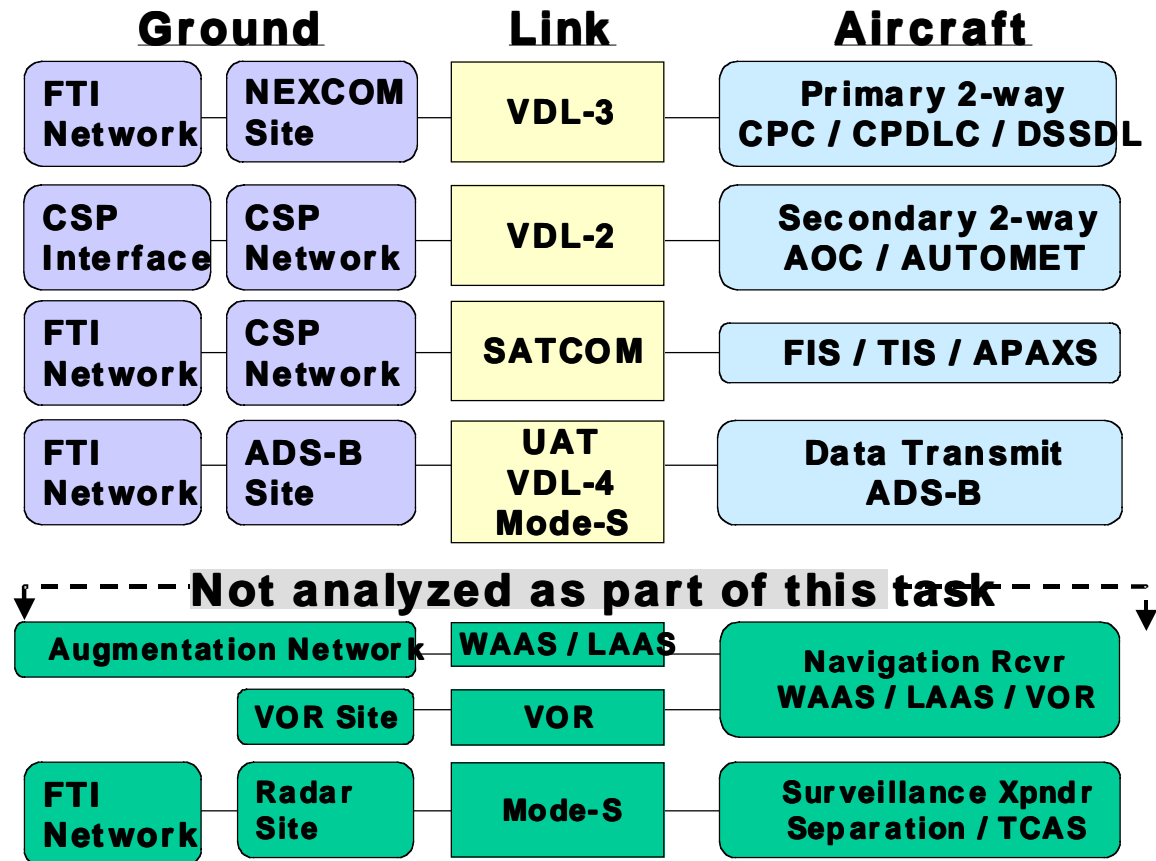 Ground Link Aircraft
FTI
Network
NEXCOM
Site
VDL-3
Primary 2-way
CPC / CPDLC / DSSDL
CSP
Interface
CSP
Network
VDL-2
Secondary 2-way
AOC / AUTOMET
FTI
Network
CSP
Network
SATCOM
FIS / TIS / APAXS
FTI
Network
ADS-B
Site
UAT
VDL-4
Mode-S
Data Transmit
ADS-B
Not analyzed as part of this task
Augmentation Network
WAAS / LAAS
Navigation Rcvr
WAAS / LAAS / VOR
VOR Site
VOR
FTI
Network
Radar
Site
Mode-S
Surveillance Xpndr
Separation / TCAS